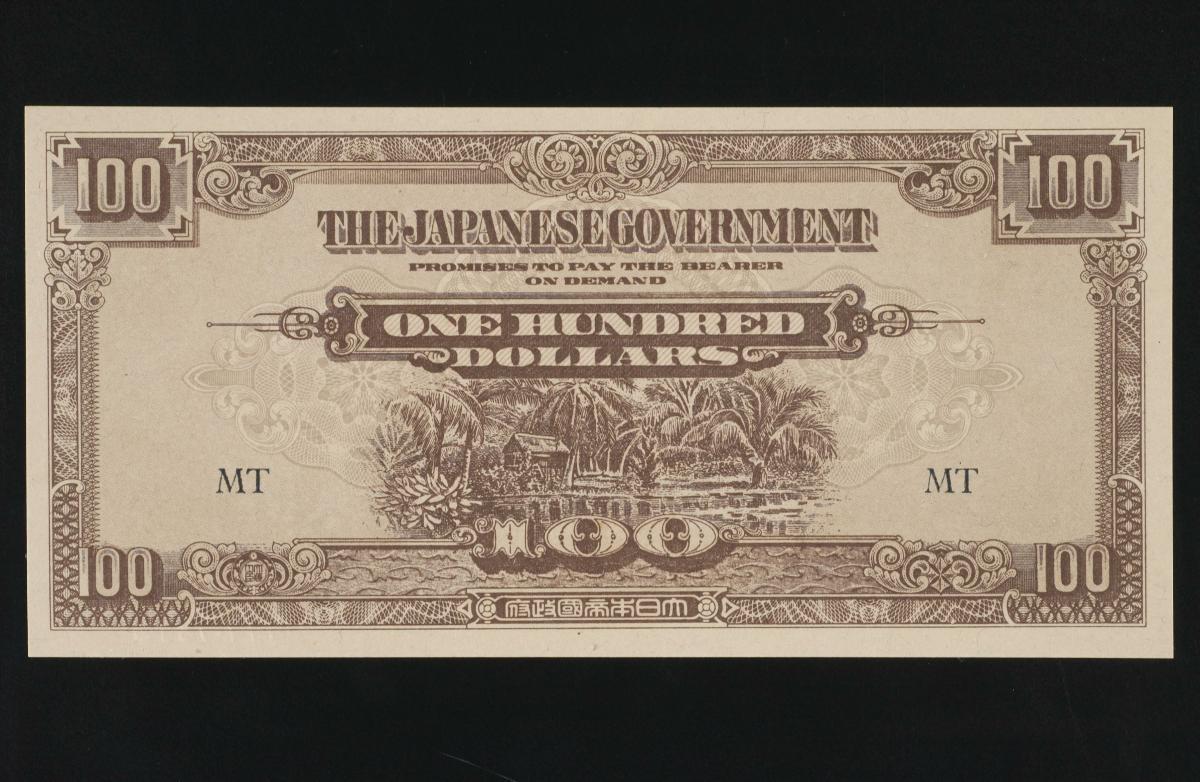 100 100
THE JAPANESE GOVERNMENT
PROMISES TO PAY THE BEARER
ON DEMAND
ONE HUNDRED
DOLLARS
MT MT
100
100 100
府政國帝本日大